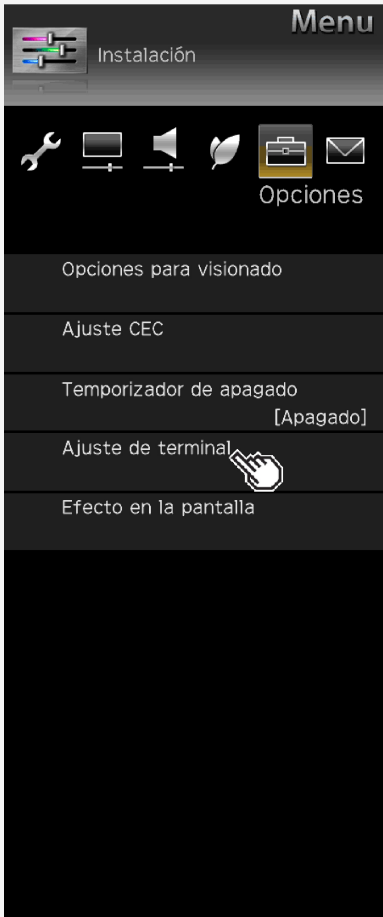 Menu
Instalación
Opciones
Opciones para visionado
Ajuste CEC
Temporizador de apagado
[Apagado]
Ajuste de terminal
Efecto en la pantalla